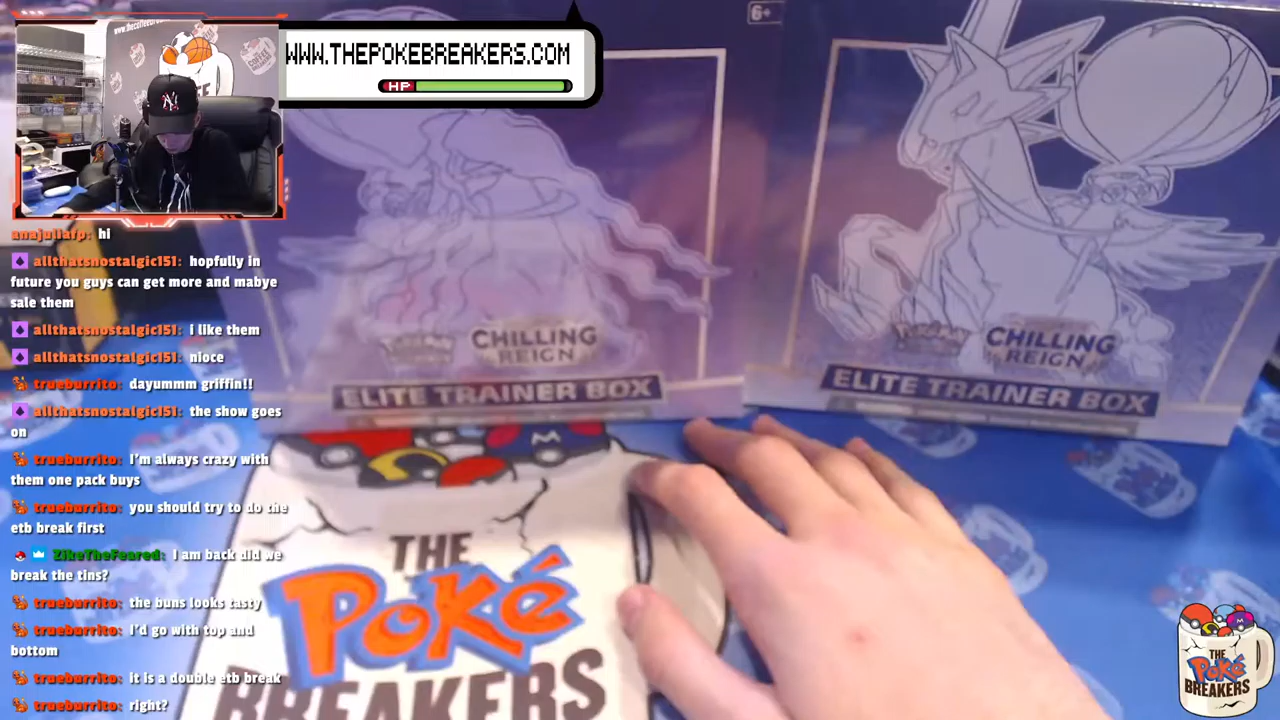 WWW.THEPOKEBREAKERS.COM
HP
6+
CHILLING
REIGN
ELITE TRAINER BOX
CHILLING
REIGN
ELITE TRAINER BOX
anajuliafp: hi
allthatsnostalgic151: hopfully in
future you guys can get more and mabye
sale them
allthatsnostalgic151: i like them
allthatsnostalgic151: nioce
trueburrito: dayummm griffin!!
allthatsnostalgic151: the show goes
on
trueburrito: I'm always crazy with
them one pack buys
trueburrito: you should try to do the
etb break first
ZikeTheFeared: I am back did we
break the tins?
trueburrito: the buns looks tasty
trueburrito: I'd go with top and
bottom
trueburrito: it is a double etb break
trueburrito: right?
THE
Poké
BREAKERS
THE
Poké
BREAKERS